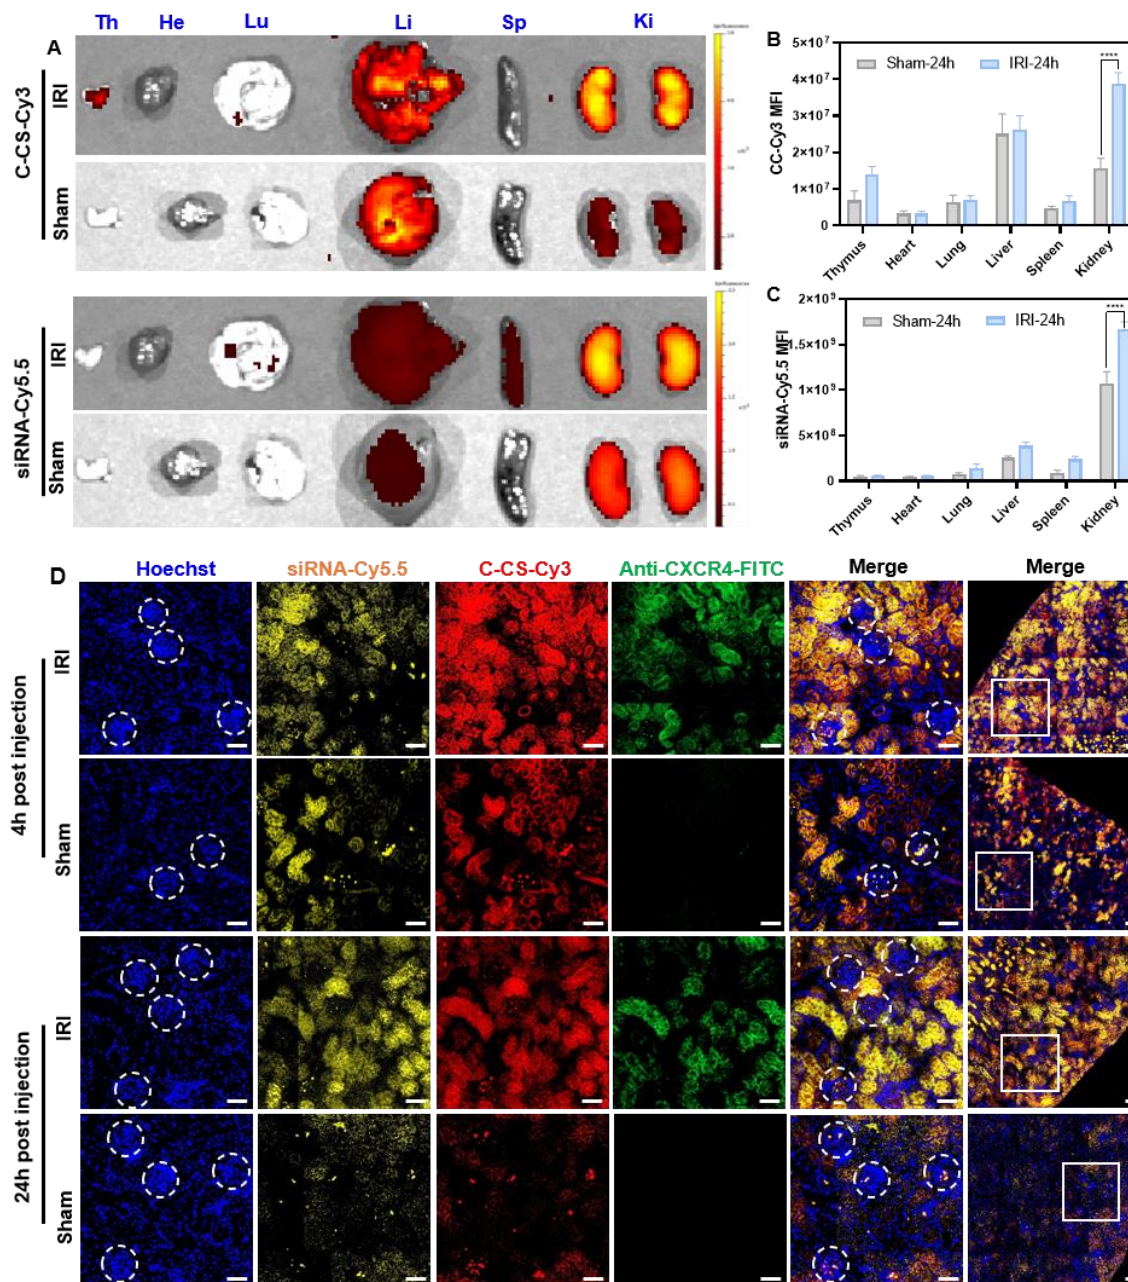 Th He Lu Li Sp Ki
A
C-CS-Cy3
IRI
Sham
siRNA-Cy5.5
IRI
Sham
B
CC-Cy3 MFI
5×10⁷
4×10⁷
3×10⁷
2×10⁷
1×10⁷
0
Sham-24h IRI-24h
****
Thymus Heart Lung Liver Spleen Kidney
C
siRNA-Cy5.5 MFI
2×10⁹
1.5×10⁹
1×10⁹
5×10⁸
0
Sham-24h IRI-24h
****
Thymus Heart Lung Liver Spleen Kidney
D
Hoechst siRNA-Cy5.5 C-CS-Cy3 Anti-CXCR4-FITC Merge Merge
4h post injection
IRI
Sham
24h post injection
IRI
Sham